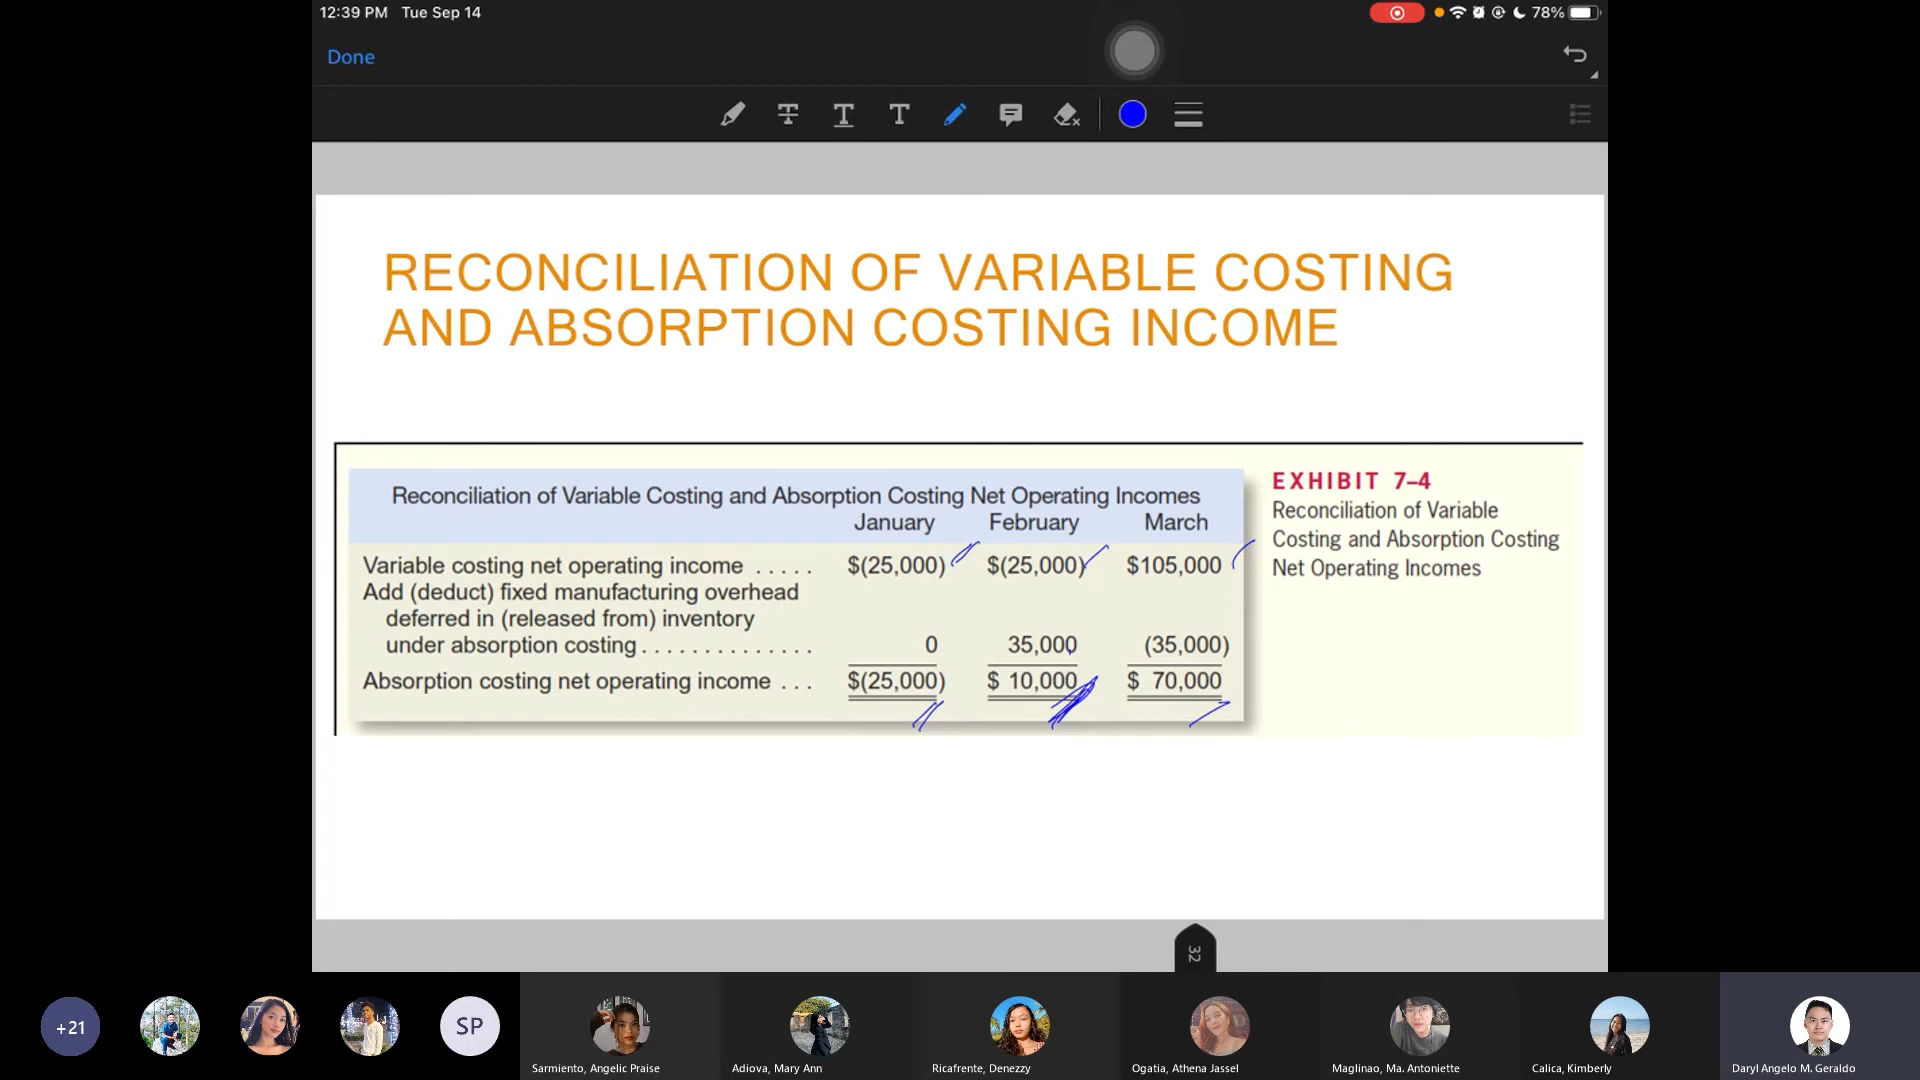 12:39 PM Tue Sep 14
78%
Done
RECONCILIATION OF VARIABLE COSTING
AND ABSORPTION COSTING INCOME
Reconciliation of Variable Costing and Absorption Costing Net Operating Incomes
January February March
Variable costing net operating income ..... $(25,000) $(25,000) $105,000
Add (deduct) fixed manufacturing overhead
deferred in (released from) inventory
under absorption costing.............. 0 35,000 (35,000)
Absorption costing net operating income ... $(25,000) $ 10,000 $ 70,000
EXHIBIT 7–4
Reconciliation of Variable
Costing and Absorption Costing
Net Operating Incomes
32
+21
SP
Sarmiento, Angelic Praise
Adiova, Mary Ann
Ricafrente, Denezzy
Ogatia, Athena Jassel
Maglinao, Ma. Antoniette
Calica, Kimberly
Daryl Angelo M. Geraldo